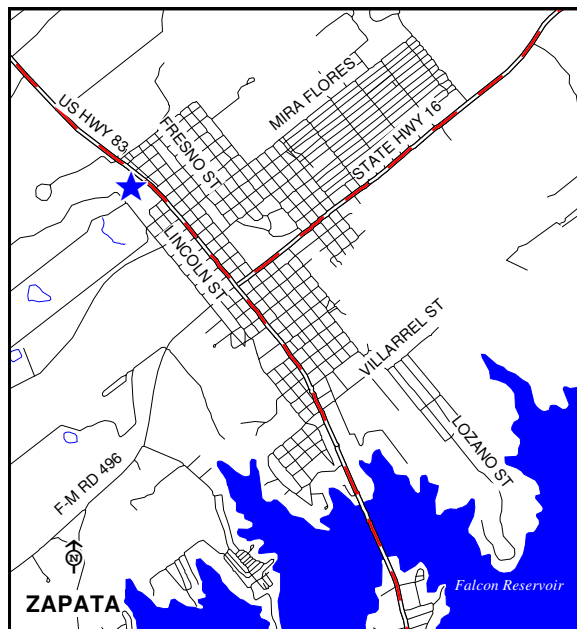 MIRA FLORES
US HWY 83
FRESNO ST
STATE HWY 16
LINCOLN ST
VILLARREL ST
LOZANO ST
F-M RD 496
N
Falcon Reservoir
ZAPATA